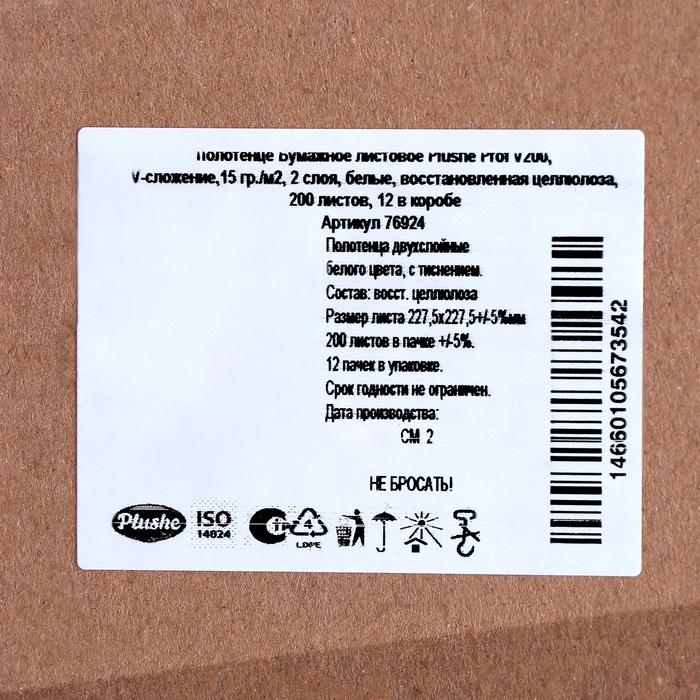 Полотенце Бумажное листовое Plushe Prof V200,
V-сложение,15 гр./м2, 2 слоя, белые, восстановленная целлюлоза,
200 листов, 12 в коробе
Артикул 76924
Полотенца двухслойные
белого цвета, с тиснением.
Состав: восст. целлюлоза
Размер листа 227,5х227,5+/-5%мм
200 листов в пачке +/-5%.
12 пачек в упаковке.
Срок годности не ограничен.
Дата производства:
СМ 2
НЕ БРОСАТЬ!
14660105673542
Plushe
ISO
14024
4
LDPE